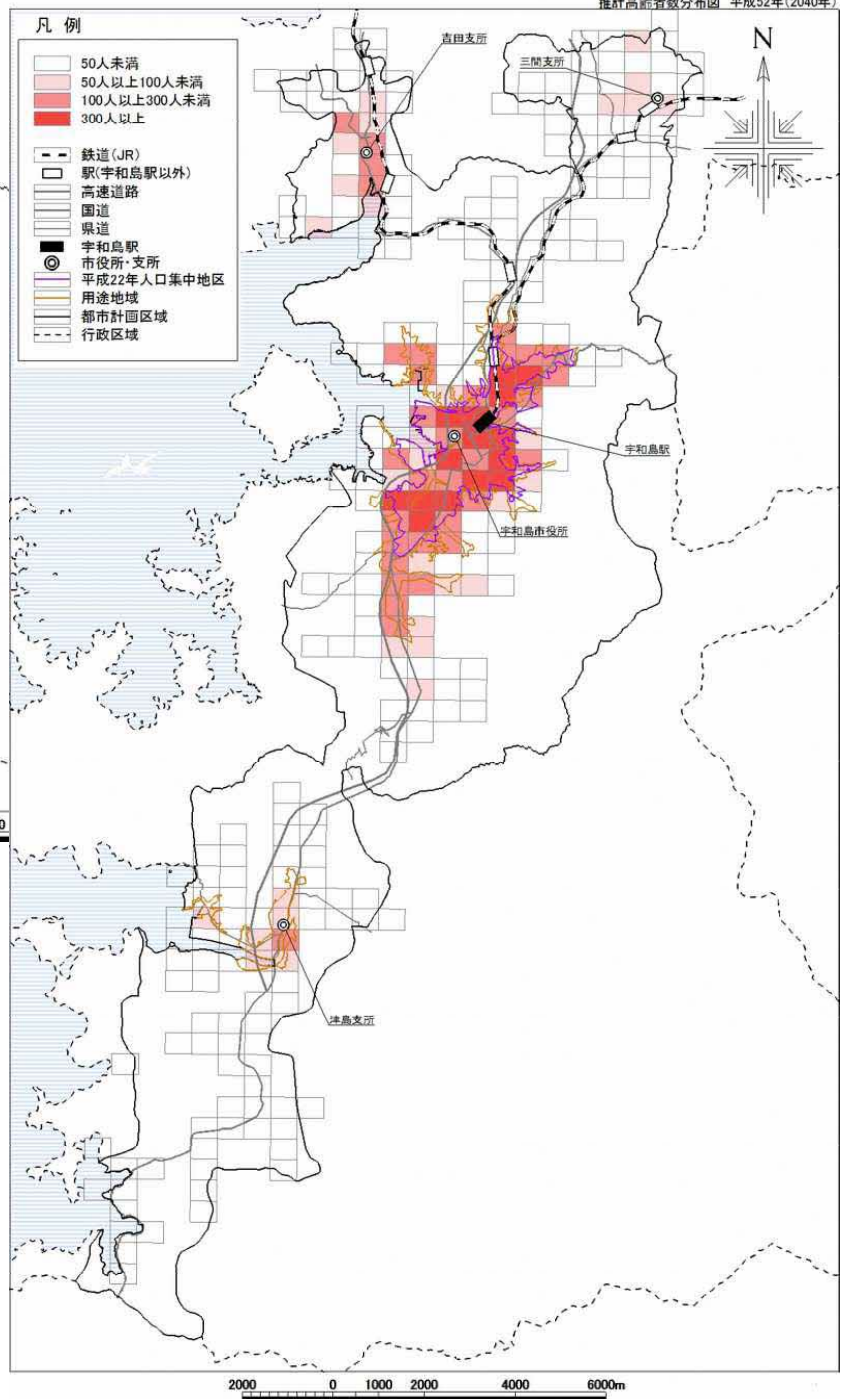 推計高齢者数分布図 平成52年(2040年)
凡 例
50人未満
50人以上100人未満
100人以上300人未満
300人以上
鉄道(JR)
駅(宇和島駅以外)
高速道路
国道
県道
宇和島駅
市役所・支所
平成22年人口集中地区
用途地域
都市計画区域
行政区域
吉田支所
三間支所
N
宇和島駅
宇和島市役所
津島支所
0
2000 0 1000 2000 4000 6000m